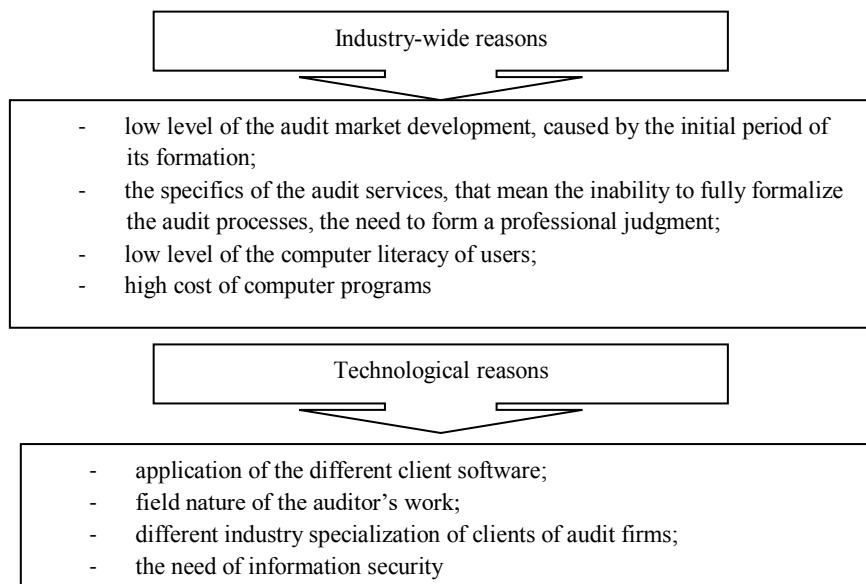 Industry-wide reasons
- low level of the audit market development, caused by the initial period of
its formation;
- the specifics of the audit services, that mean the inability to fully formalize
the audit processes, the need to form a professional judgment;
- low level of the computer literacy of users;
- high cost of computer programs
Technological reasons
- application of the different client software;
- field nature of the auditor’s work;
- different industry specialization of clients of audit firms;
- the need of information security